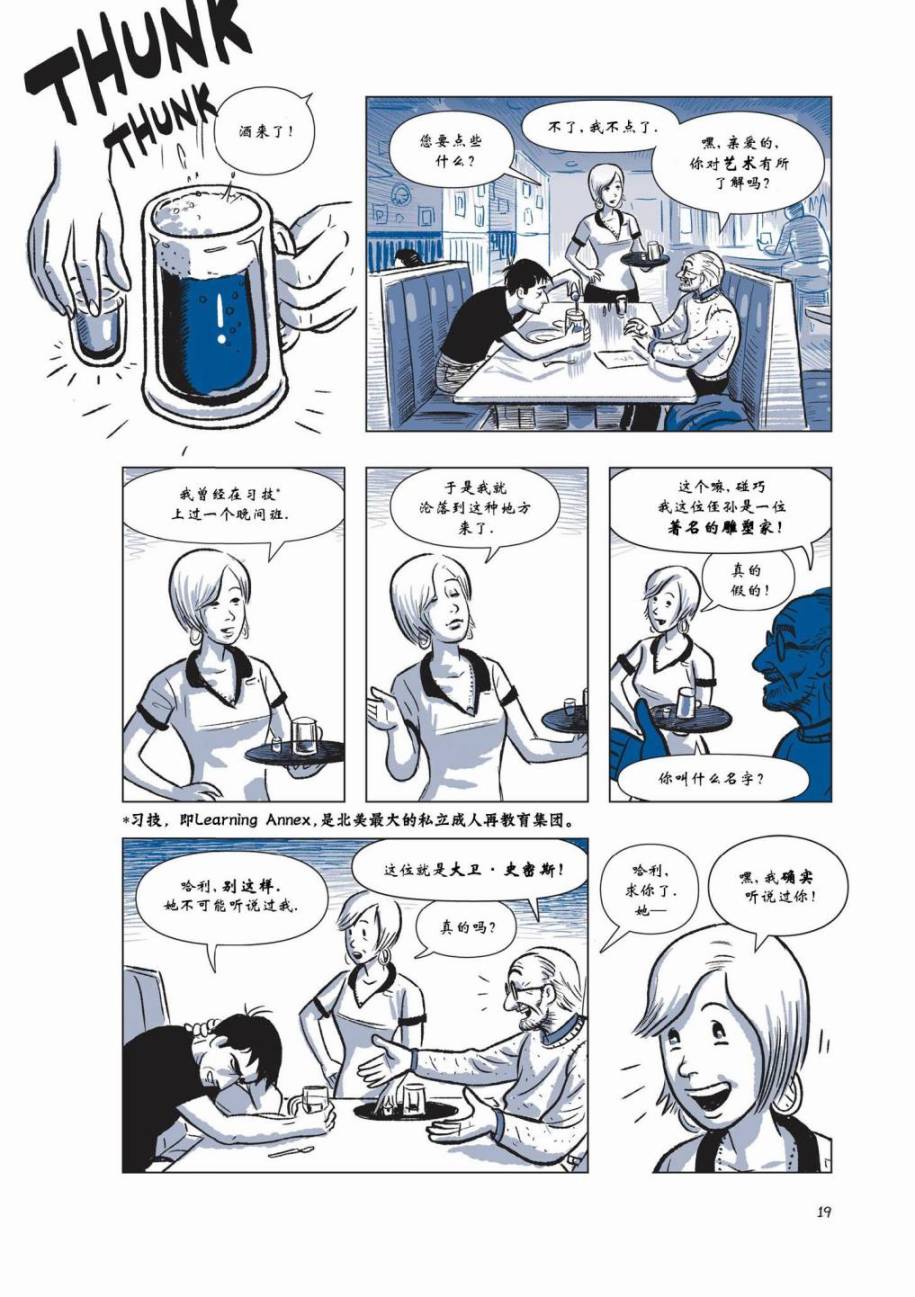 THUNK
THUNK
酒来了!
您要点些
什么?
不了,我不点了.
嘿,亲爱的,
你对艺术有所
了解吗?
我曾经在习技*
上过一个晚间班.
于是我就
沦落到这种地方
来了.
这个嘛,碰巧
我这位侄孙是一位
著名的雕塑家!
真的
假的!
你叫什么名字?
*习技, 即Learning Annex,是北美最大的私立成人再教育集团。
哈利,别这样.
她不可能听说过我.
这位就是大卫·史密斯!
真的吗?
哈利,
求你了.
她—
嘿,我确实
听说过你!
19